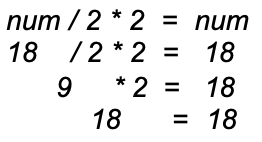 num / 2 * 2 = num
18 / 2 * 2 = 18
9 * 2 = 18
18 = 18